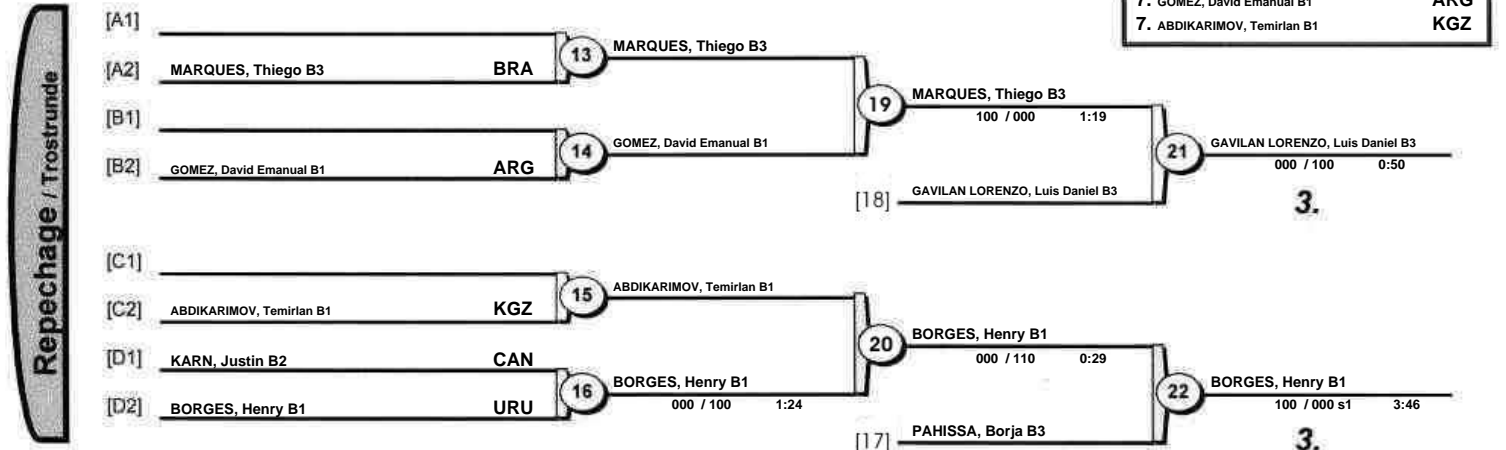 7. GOMEZ, David Emanual B1 ARG
7. ABDIKARIMOV, Temirlan B1 KGZ
Repechage / Trostrunde
[A1]
[A2] MARQUES, Thiego B3 BRA
13 MARQUES, Thiego B3
[B1]
[B2] GOMEZ, David Emanual B1 ARG
14 GOMEZ, David Emanual B1
19 MARQUES, Thiego B3
100 / 000 1:19
[18] GAVILAN LORENZO, Luis Daniel B3
21 GAVILAN LORENZO, Luis Daniel B3
000 / 100 0:50
3.
[C1]
[C2] ABDIKARIMOV, Temirlan B1 KGZ
15 ABDIKARIMOV, Temirlan B1
[D1] KARN, Justin B2 CAN
[D2] BORGES, Henry B1 URU
16 BORGES, Henry B1
000 / 100 1:24
20 BORGES, Henry B1
000 / 110 0:29
[17] PAHISSA, Borja B3
22 BORGES, Henry B1
100 / 000 s1 3:46
3.